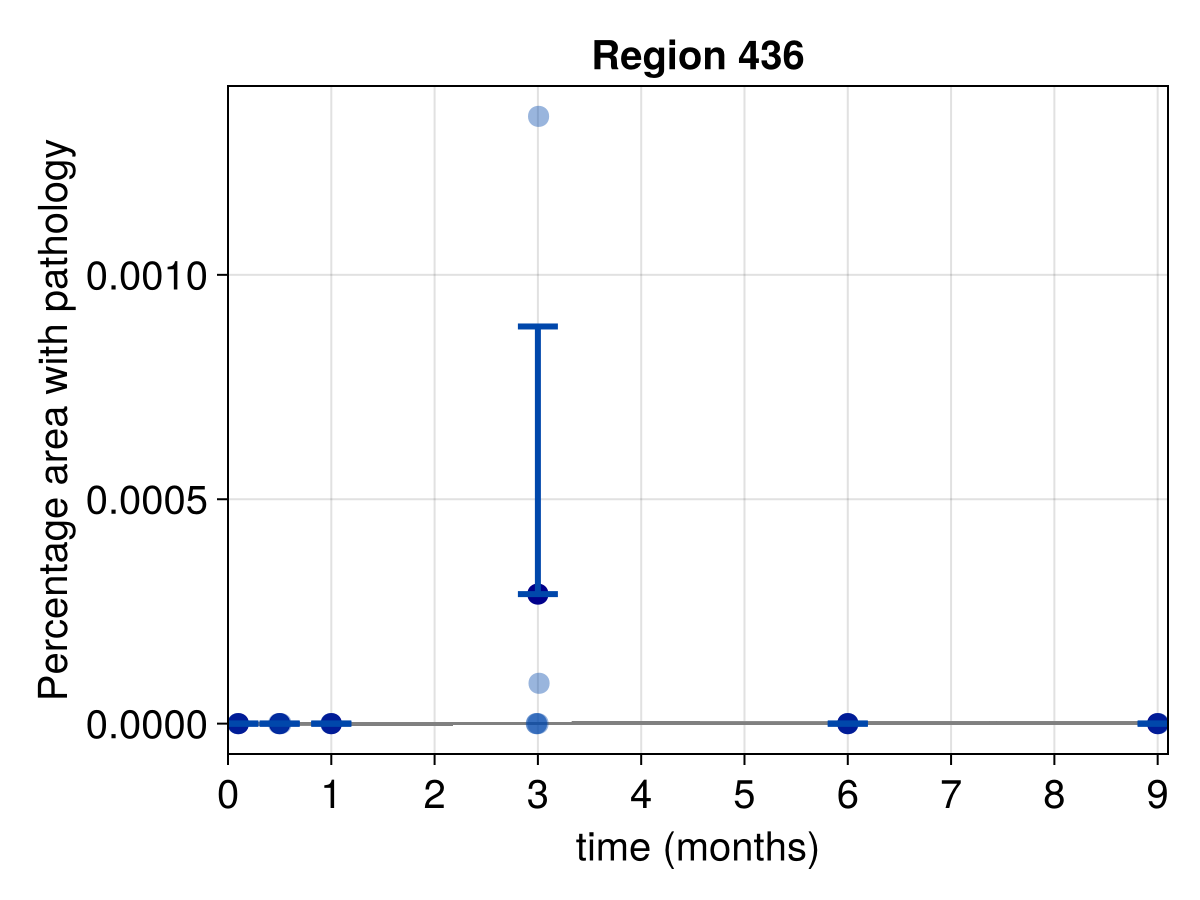 Region 436
Percentage area with pathology
0.0010
0.0005
0.0000
0 1 2 3 4 5 6 7 8 9
time (months)